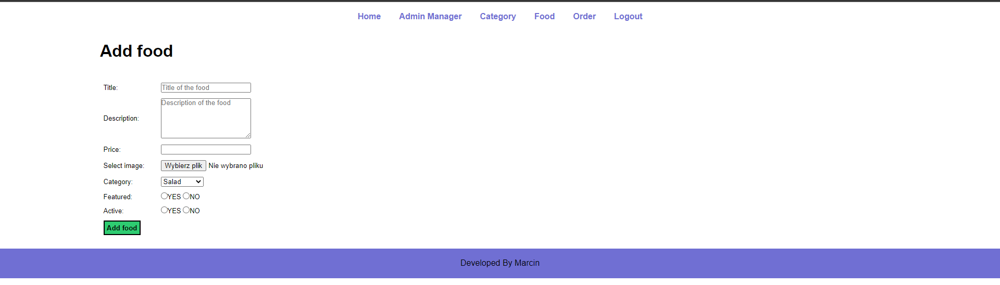 Home Admin Manager Category Food Order Logout
Add food
Title: Title of the food
Description: Description of the food
Price:
Select image: Wybierz plik Nie wybrano pliku
Category: Salad
Featured: YES NO
Active: YES NO
Add food
Developed By Marcin